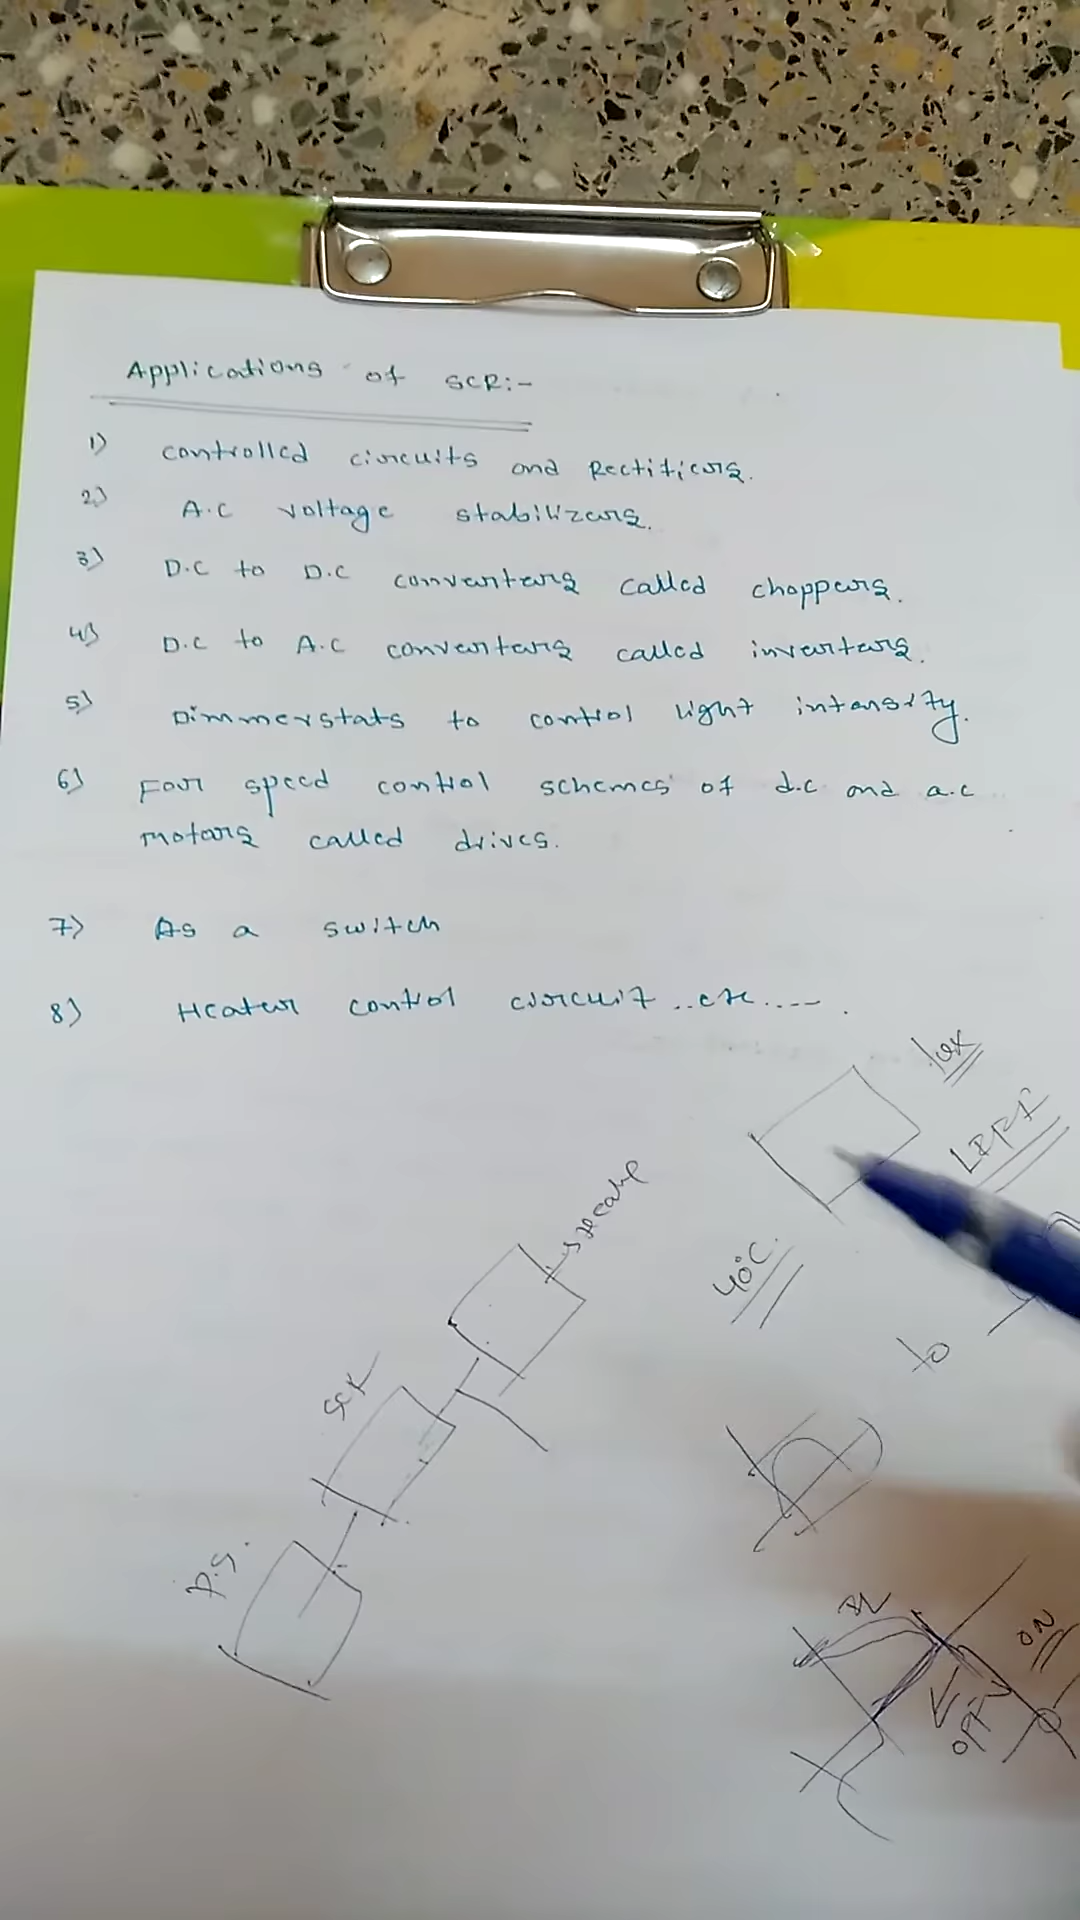 Applications of SCR:-
1) controlled circuits and Rectifiers.
2) A.C voltage stabilizers.
3) D.C to D.C converters called choppers.
4) D.C to A.C converters called inverters.
5) Dimmerstats to control light intensity.
6) For speed control schemes of d.c and a.c
motors called drives.
7) As a switch
8) Heater control circuit ..etc.... .
40°C
to
SCR
P.S.
ON
OFF